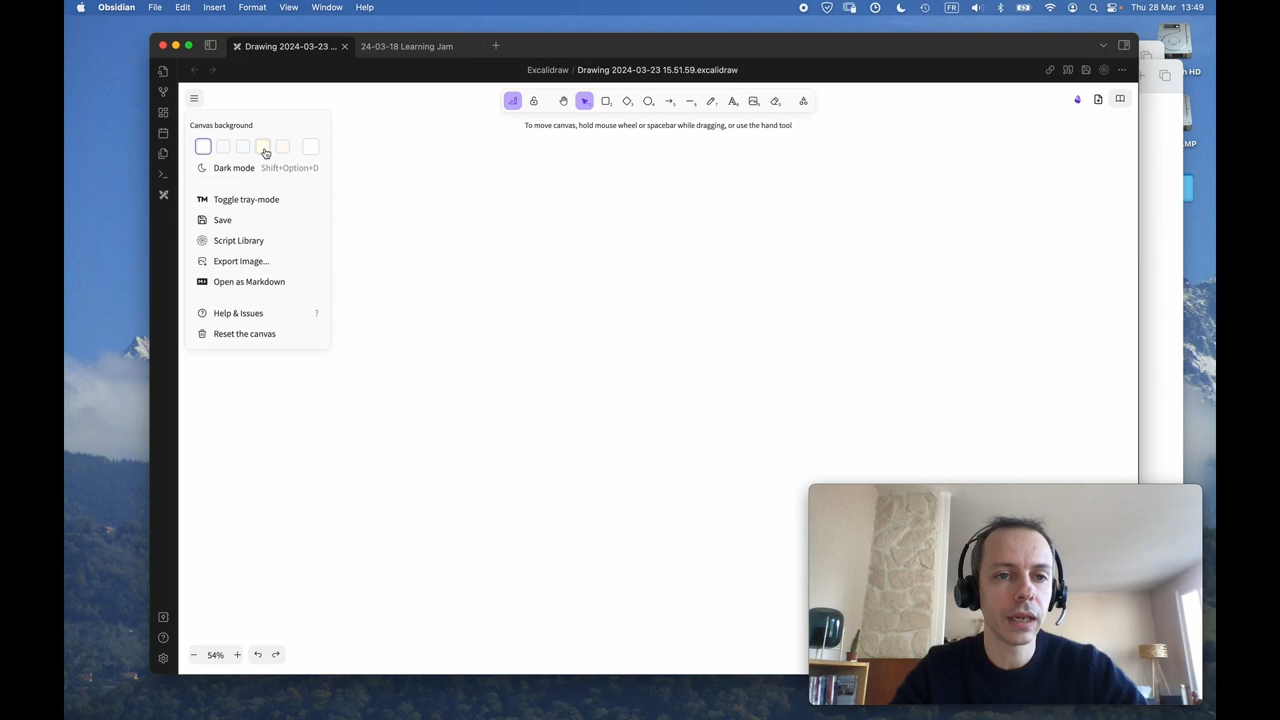 Obsidian File Edit Insert Format View Window Help FR Thu 28 Mar 13:49
Drawing 2024-03-23 ... 24-03-18 Learning Jam
Excalidraw / Drawing 2024-03-23 15.51.59.excalidraw
To move canvas, hold mouse wheel or spacebar while dragging, or use the hand tool
Canvas background
Dark mode Shift+Option+D
TM Toggle tray-mode
Save
Script Library
Export Image...
Open as Markdown
Help & Issues ?
Reset the canvas
54%